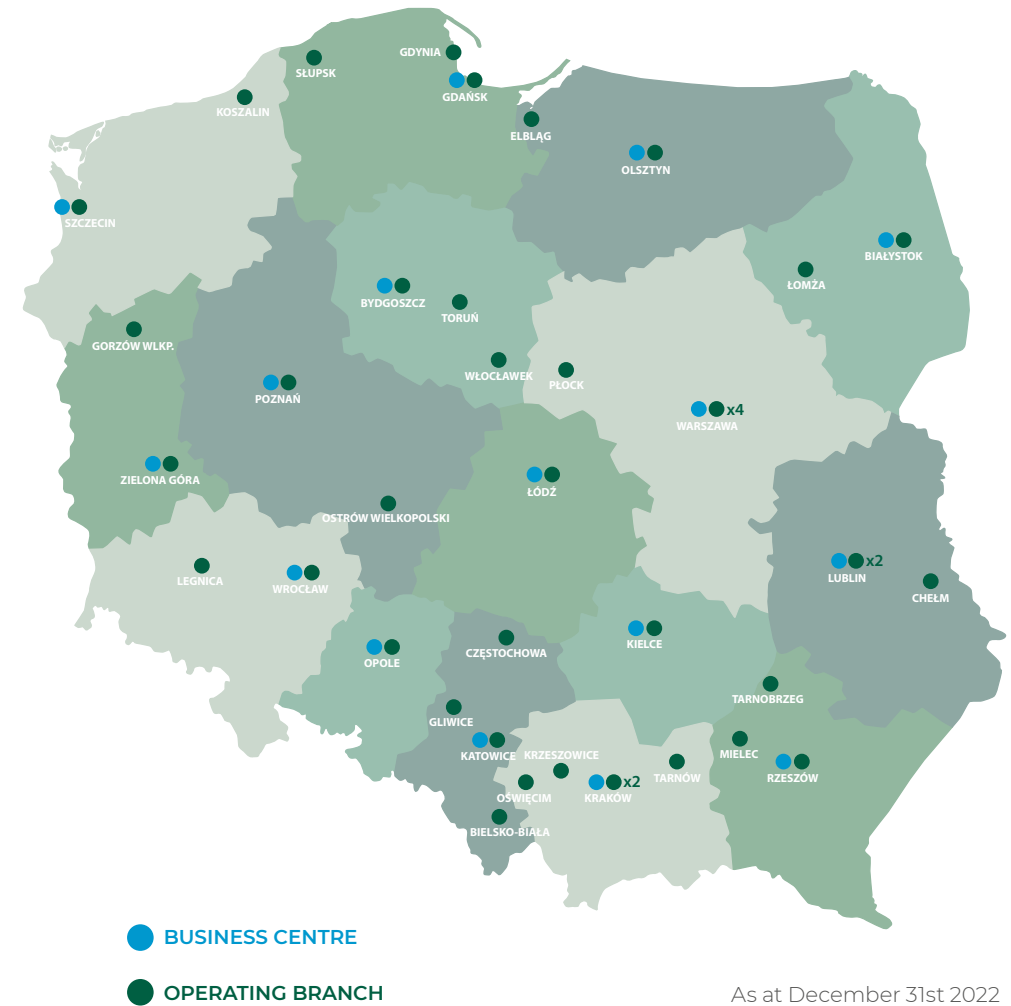 GDYNIA
SŁUPSK
GDAŃSK
KOSZALIN
ELBLĄG
OLSZTYN
SZCZECIN
BIAŁYSTOK
ŁOMŻA
BYDGOSZCZ
TORUŃ
GORZÓW WLKP.
WŁOCŁAWEK
PŁOCK
POZNAŃ
x4
WARSZAWA
ZIELONA GÓRA
ŁÓDŹ
OSTRÓW WIELKOPOLSKI
x2
LUBLIN
LEGNICA
WROCŁAW
CHEŁM
KIELCE
CZĘSTOCHOWA
OPOLE
TARNOBRZEG
GLIWICE
KATOWICE
KRZESZOWICE
MIELEC
TARNÓW
RZESZÓW
x2
OŚWIĘCIM
KRAKÓW
BIELSKO-BIAŁA
BUSINESS CENTRE
OPERATING BRANCH
As at December 31st 2022